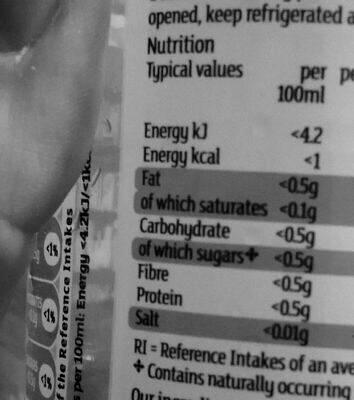 opened, keep refrigerated a
Nutrition
Typical values per
100ml
Energy kJ <4.2
Energy kcal <1
Fat <0.5g
of which saturates <0.1g
Carbohydrate <0.5g
of which sugars+ <0.5g
Fibre <0.5g
Protein <0.5g
Salt <0.01g
RI = Reference Intakes of an ave
+ Contains naturally occurring
f the Reference Intakes
per 100ml: Energy <4.2kJ/<1k
<1%
<1%
<1%